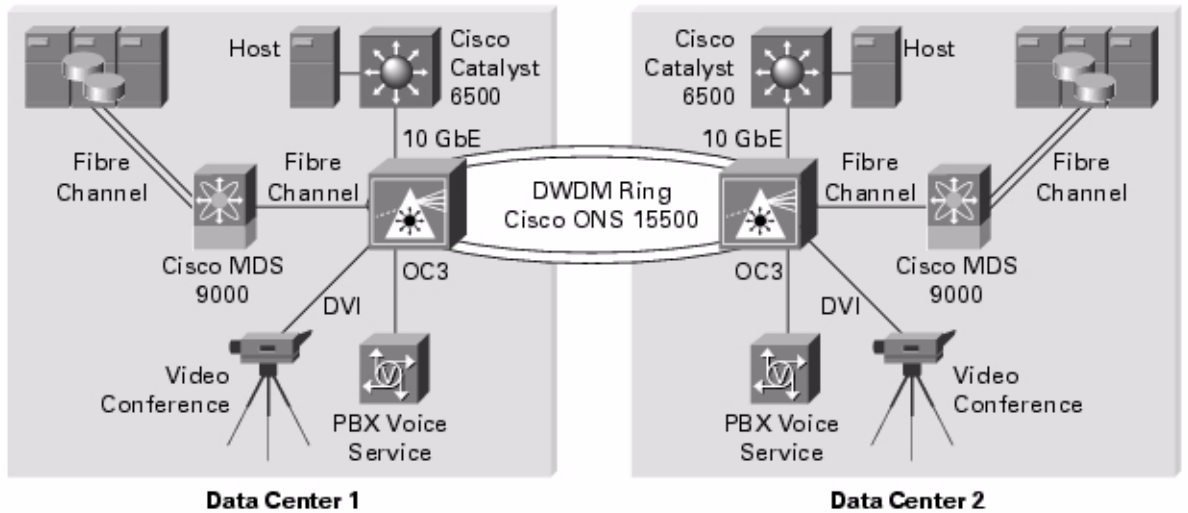 Host
Cisco
Catalyst
6500
10 GbE
Fibre
Channel
Fibre
Channel
Cisco MDS
9000
OC3
DVI
Video
Conference
PBX Voice
Service
Data Center 1
DWDM Ring
Cisco ONS 15500
Cisco
Catalyst
6500
Host
10 GbE
Fibre
Channel
Fibre
Channel
Cisco MDS
9000
OC3
DVI
Video
Conference
PBX Voice
Service
Data Center 2
V
V